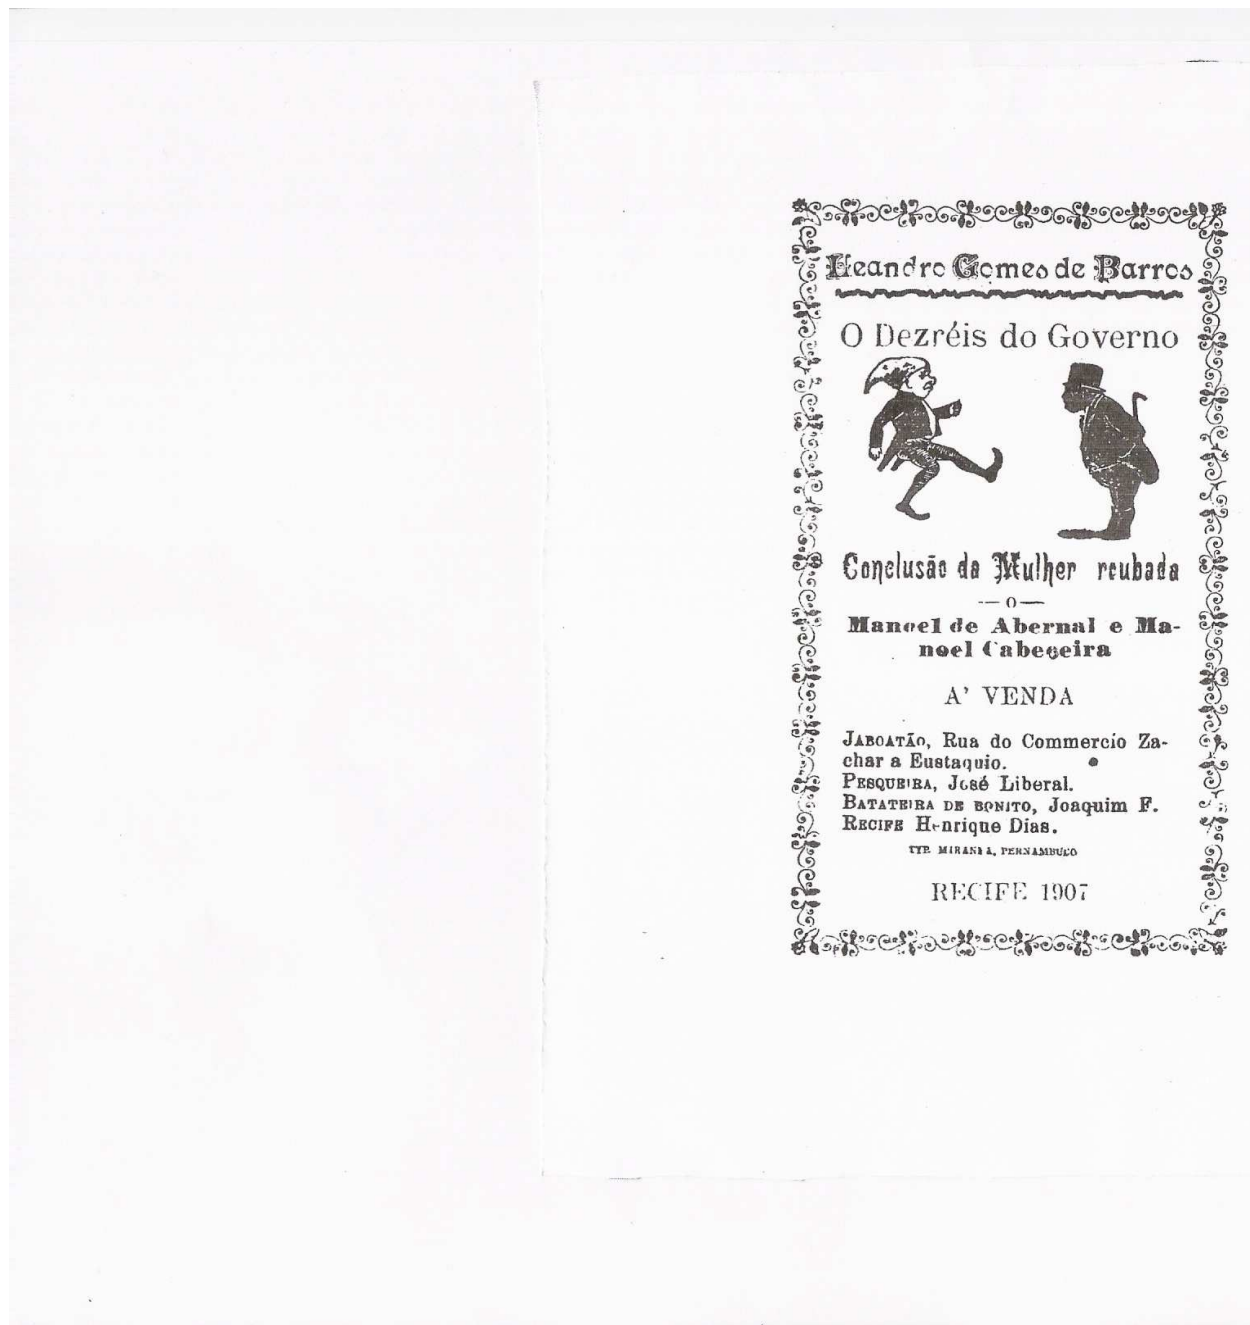 Leandro Gomes de Barros
O Dezréis do Governo
Conclusão da Mulher roubada
—o—
Manoel de Abernal e Ma-
noel Cabeceira
A' VENDA
JABOATÃO, Rua do Commercio Za-
char a Eustaquio.
PESQUEIRA, José Liberal.
BATATEIRA DE BONITO, Joaquim F.
RECIFE Henrique Dias.
TYP. MIRANDA, PERNAMBUCO
RECIFE 1907